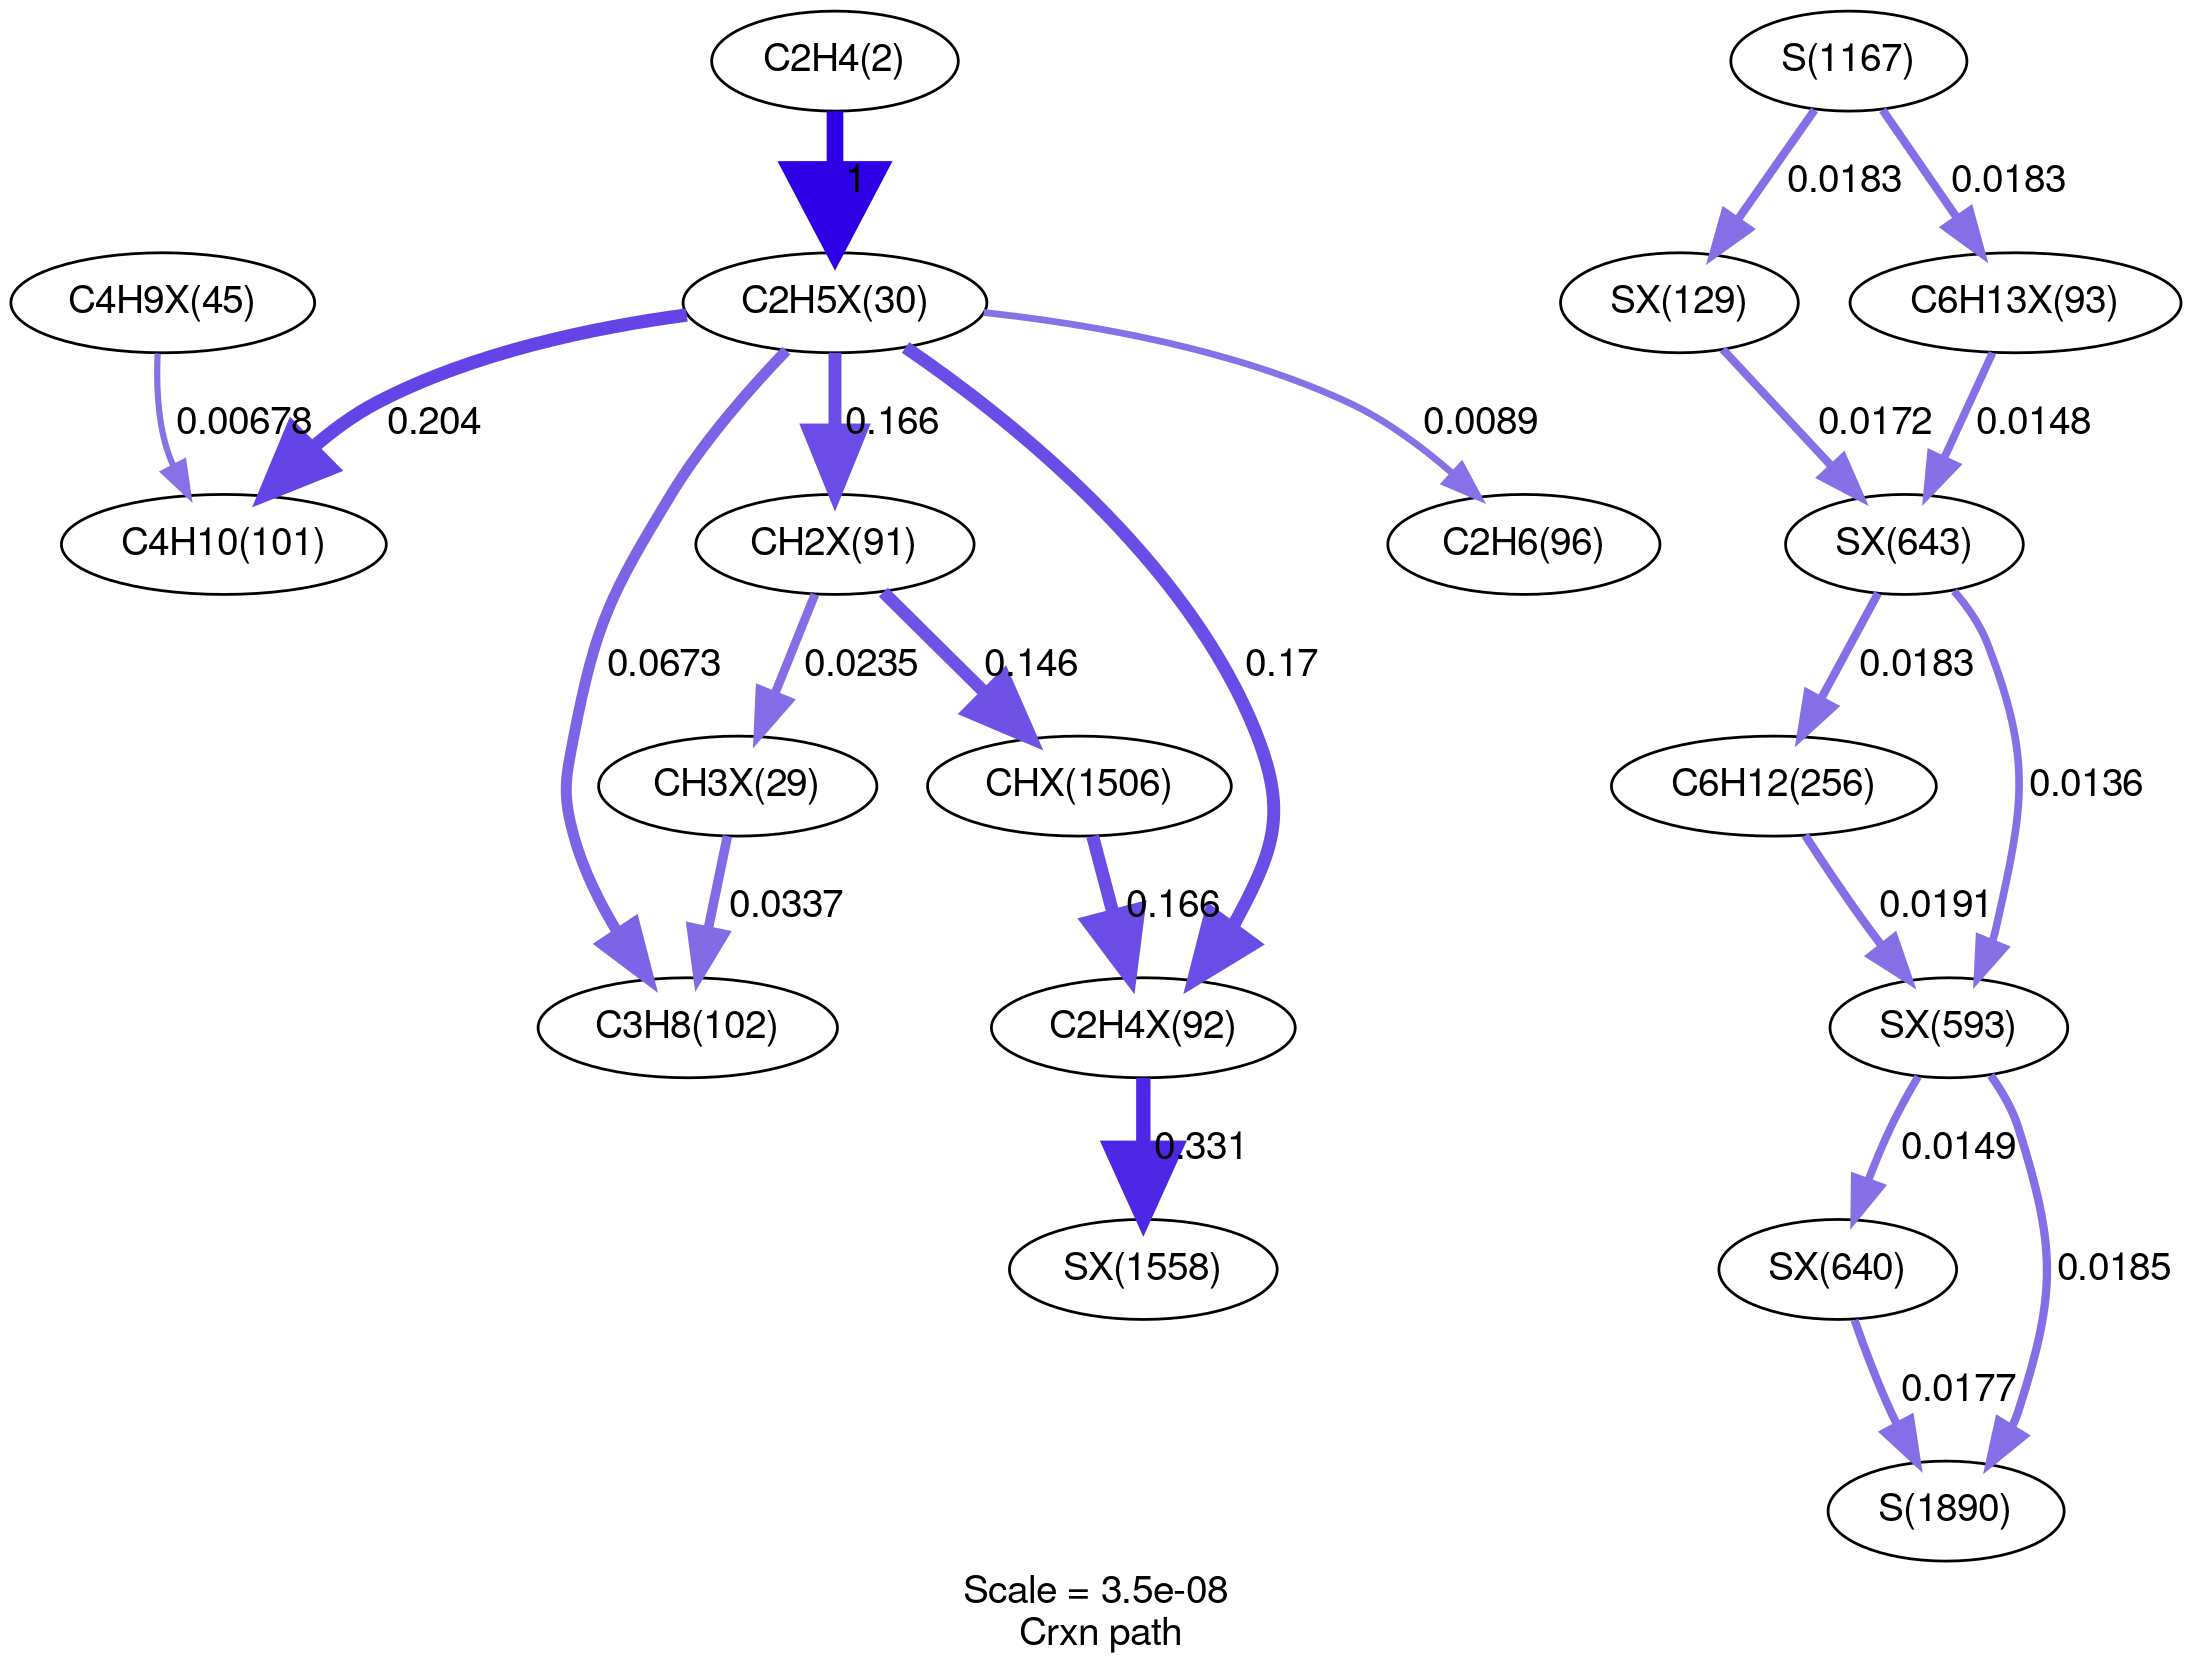 C2H4(2)
S(1167)
1
0.0183
0.0183
C4H9X(45)
C2H5X(30)
SX(129)
C6H13X(93)
0.00678
0.204
0.166
0.0089
0.0172
0.0148
C4H10(101)
CH2X(91)
C2H6(96)
SX(643)
0.0673
0.0235
0.146
0.17
0.0183
CH3X(29)
CHX(1506)
C6H12(256)
0.0136
0.0337
0.166
0.0191
C3H8(102)
C2H4X(92)
SX(593)
0.331
0.0149
SX(1558)
SX(640)
0.0185
0.0177
S(1890)
Scale = 3.5e-08
Crxn path